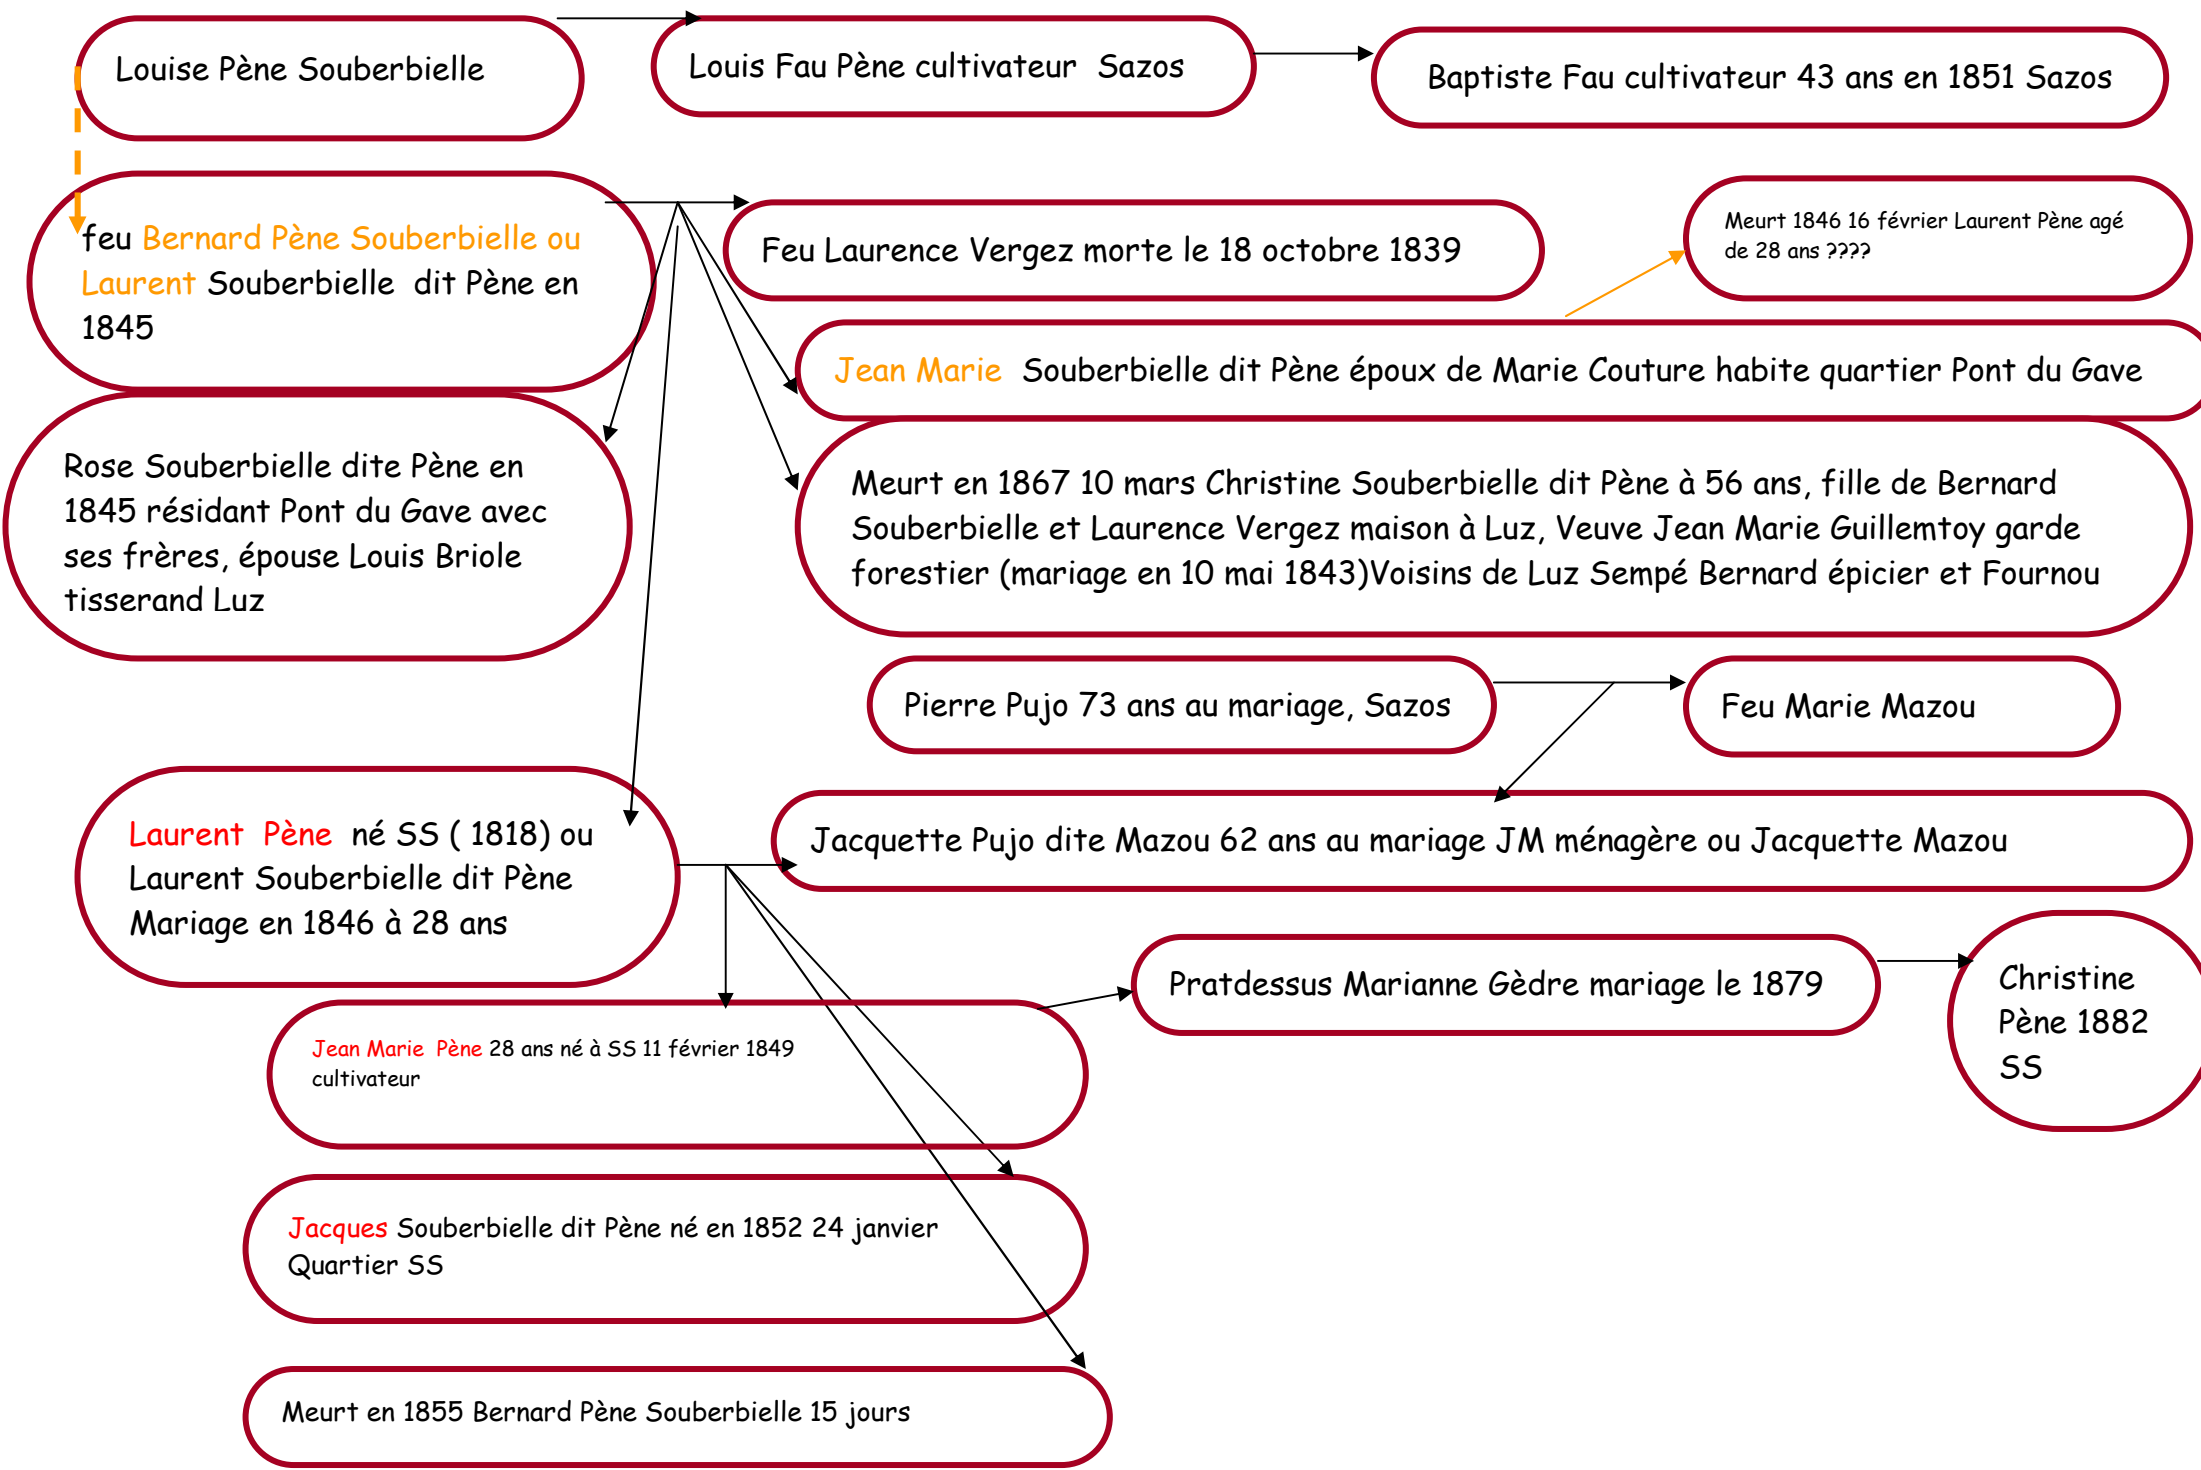 Louise Pène Souberbielle
Louis Fau Pène cultivateur  Sazos
Baptiste Fau cultivateur 43 ans en 1851 Sazos
feu Bernard Pène Souberbielle ou
Laurent Souberbielle  dit Pène en
1845
Feu Laurence Vergez morte le 18 octobre 1839
Meurt 1846 16 février Laurent Pène agé
de 28 ans ????
Jean Marie  Souberbielle dit Pène époux de Marie Couture habite quartier Pont du Gave
Rose Souberbielle dite Pène en
1845 résidant Pont du Gave avec
ses frères, épouse Louis Briole
tisserand Luz
Meurt en 1867 10 mars Christine Souberbielle dit Pène à 56 ans, fille de Bernard
Souberbielle et Laurence Vergez maison à Luz, Veuve Jean Marie Guillemtoy garde
forestier (mariage en 10 mai 1843)Voisins de Luz Sempé Bernard épicier et Fournou
Pierre Pujo 73 ans au mariage, Sazos
Feu Marie Mazou
Laurent  Pène  né SS ( 1818) ou
Laurent Souberbielle dit Pène
Mariage en 1846 à 28 ans
Jacquette Pujo dite Mazou 62 ans au mariage JM ménagère ou Jacquette Mazou
Pratdessus Marianne Gèdre mariage le 1879
Christine
Pène 1882
SS
Jean Marie  Pène 28 ans né à SS 11 février 1849
cultivateur
Jacques Souberbielle dit Pène né en 1852 24 janvier
Quartier SS
Meurt en 1855 Bernard Pène Souberbielle 15 jours